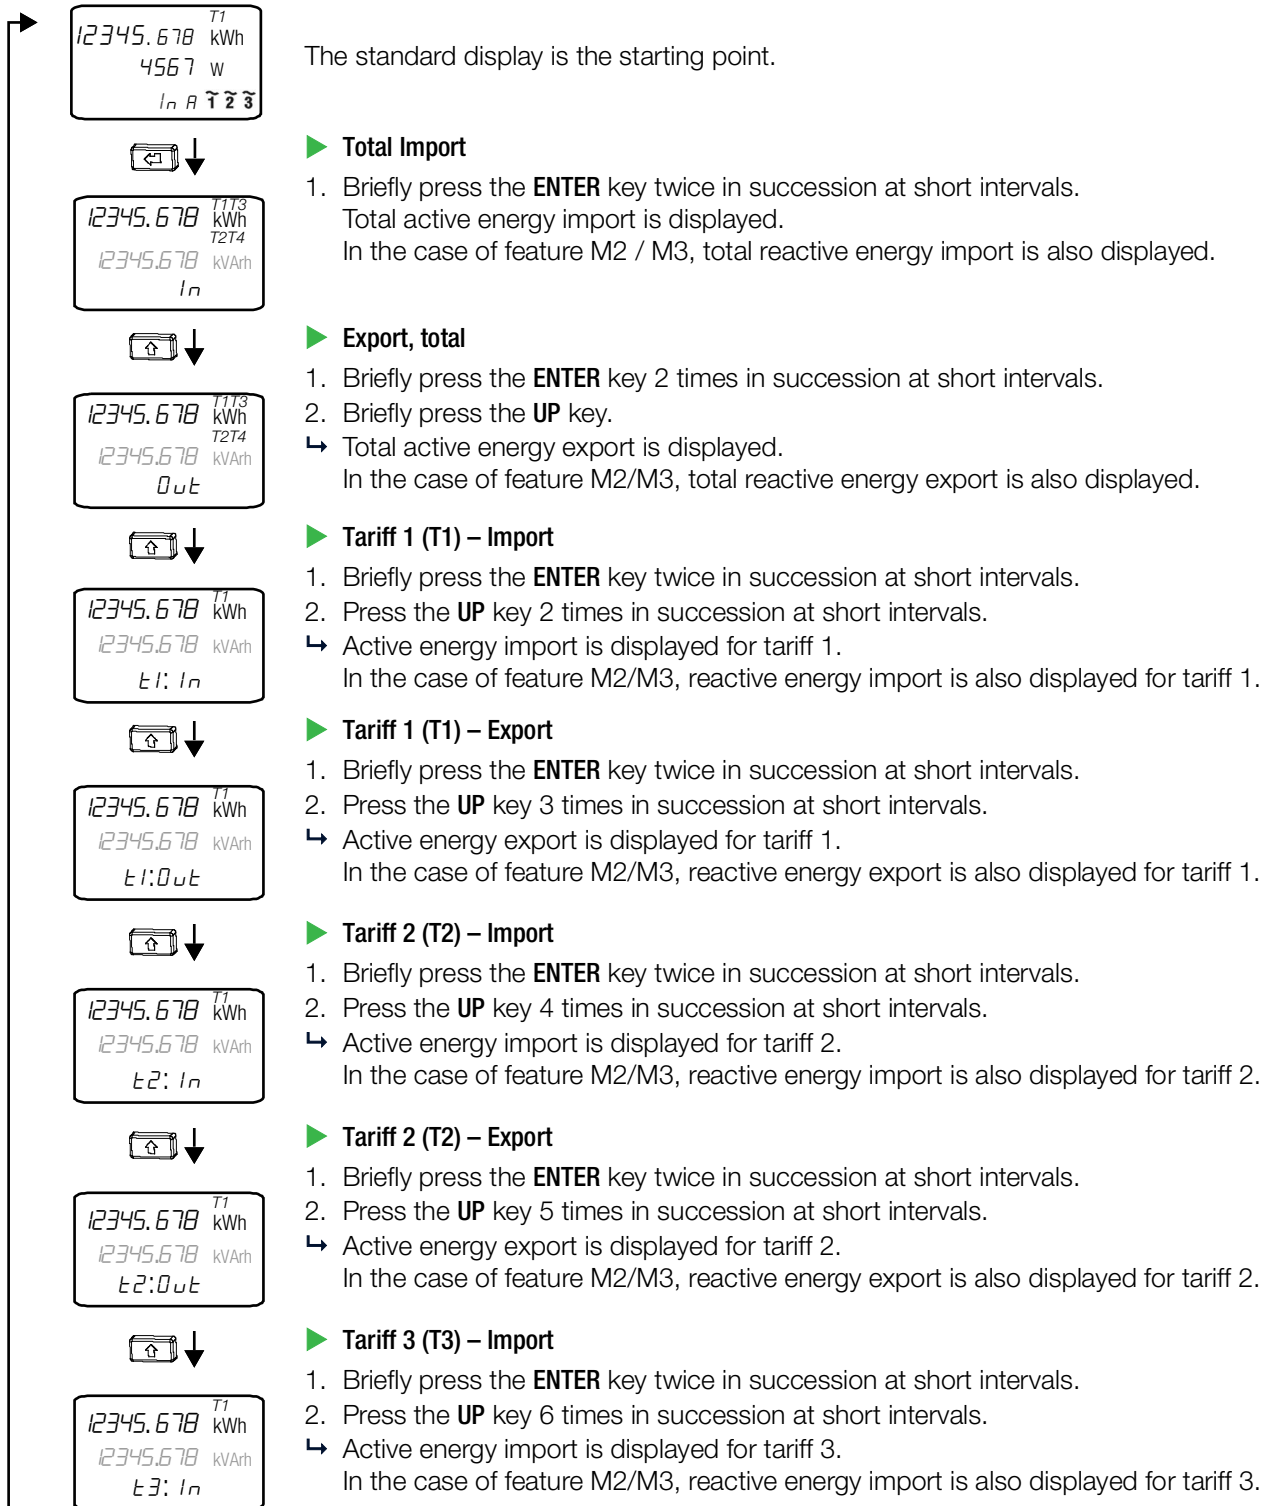 T1
12345.678 kWh
4567 W
In A 1 2 3
The standard display is the starting point.
Total Import
1. Briefly press the ENTER key twice in succession at short intervals.
Total active energy import is displayed.
In the case of feature M2 / M3, total reactive energy import is also displayed.
T1T3
12345.678 kWh
T2T4
12345.678 kVArh
In
Export, total
1. Briefly press the ENTER key 2 times in succession at short intervals.
2. Briefly press the UP key.
↳ Total active energy export is displayed.
In the case of feature M2/M3, total reactive energy export is also displayed.
T1T3
12345.678 kWh
T2T4
12345.678 kVArh
Out
Tariff 1 (T1) – Import
1. Briefly press the ENTER key twice in succession at short intervals.
2. Press the UP key 2 times in succession at short intervals.
↳ Active energy import is displayed for tariff 1.
In the case of feature M2/M3, reactive energy import is also displayed for tariff 1.
T1
12345.678 kWh
12345.678 kVArh
t1: In
Tariff 1 (T1) – Export
1. Briefly press the ENTER key twice in succession at short intervals.
2. Press the UP key 3 times in succession at short intervals.
↳ Active energy export is displayed for tariff 1.
In the case of feature M2/M3, reactive energy export is also displayed for tariff 1.
T1
12345.678 kWh
12345.678 kVArh
t1:Out
Tariff 2 (T2) – Import
1. Briefly press the ENTER key twice in succession at short intervals.
2. Press the UP key 4 times in succession at short intervals.
↳ Active energy import is displayed for tariff 2.
In the case of feature M2/M3, reactive energy import is also displayed for tariff 2.
T1
12345.678 kWh
12345.678 kVArh
t2: In
Tariff 2 (T2) – Export
1. Briefly press the ENTER key twice in succession at short intervals.
2. Press the UP key 5 times in succession at short intervals.
↳ Active energy export is displayed for tariff 2.
In the case of feature M2/M3, reactive energy export is also displayed for tariff 2.
T1
12345.678 kWh
12345.678 kVArh
t2:Out
Tariff 3 (T3) – Import
1. Briefly press the ENTER key twice in succession at short intervals.
2. Press the UP key 6 times in succession at short intervals.
↳ Active energy import is displayed for tariff 3.
In the case of feature M2/M3, reactive energy import is also displayed for tariff 3.
T1
12345.678 kWh
12345.678 kVArh
t3: In